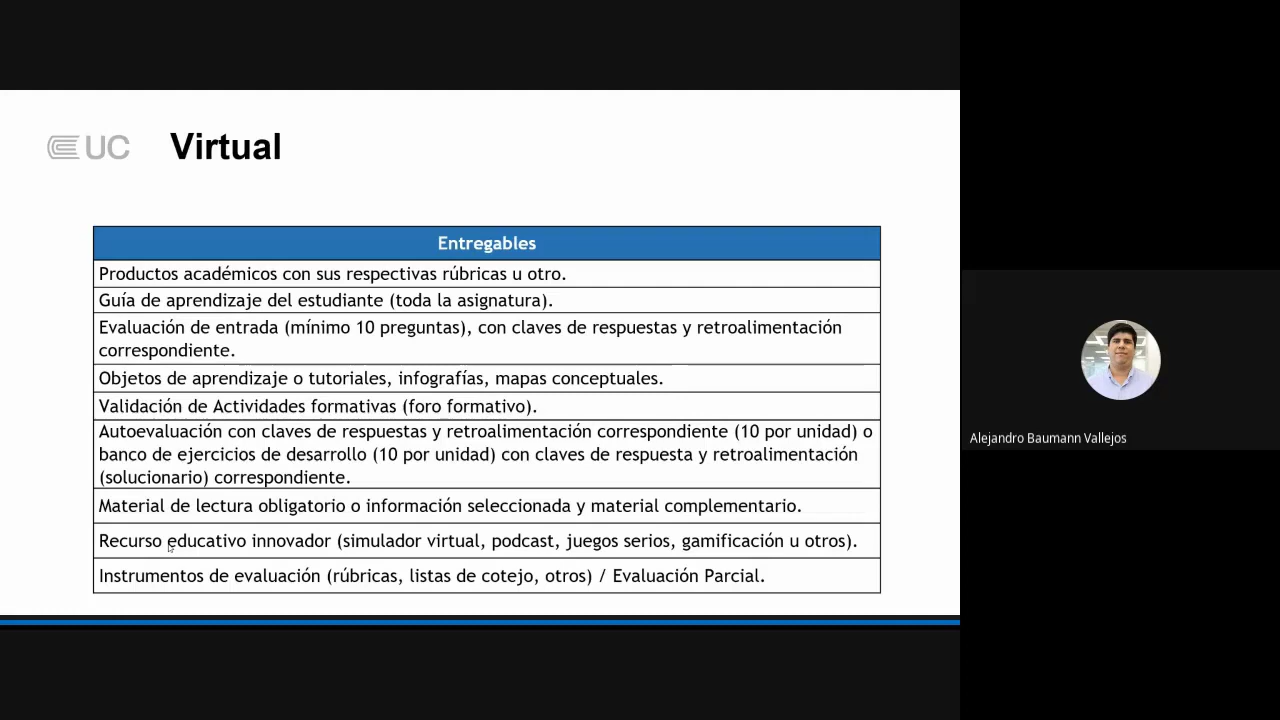 UC
Virtual
Entregables
Productos académicos con sus respectivas rúbricas u otro.
Guía de aprendizaje del estudiante (toda la asignatura).
Evaluación de entrada (mínimo 10 preguntas), con claves de respuestas y retroalimentación
correspondiente.
Objetos de aprendizaje o tutoriales, infografías, mapas conceptuales.
Validación de Actividades formativas (foro formativo).
Autoevaluación con claves de respuestas y retroalimentación correspondiente (10 por unidad) o
banco de ejercicios de desarrollo (10 por unidad) con claves de respuesta y retroalimentación
(solucionario) correspondiente.
Material de lectura obligatorio o información seleccionada y material complementario.
Recurso educativo innovador (simulador virtual, podcast, juegos serios, gamificación u otros).
Instrumentos de evaluación (rúbricas, listas de cotejo, otros) / Evaluación Parcial.
Alejandro Baumann Vallejos